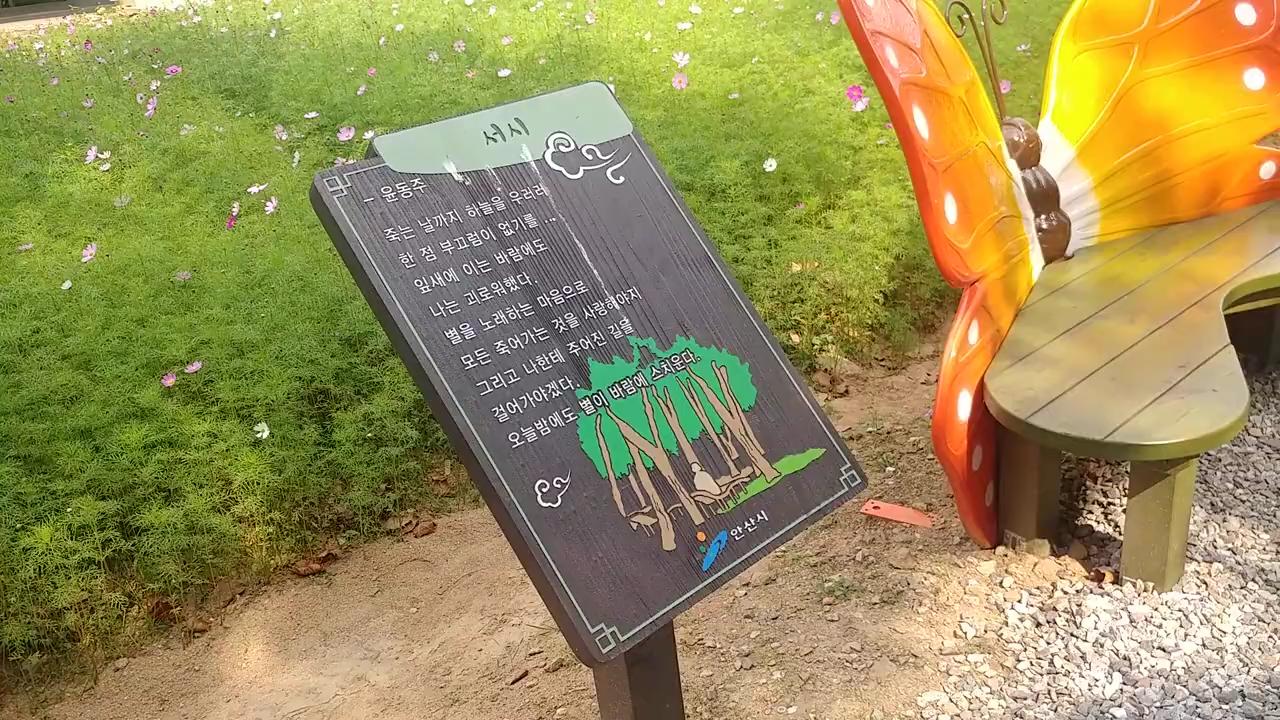 서시
- 윤동주
죽는 날까지 하늘을 우러러
한 점 부끄럼이 없기를 ...
잎새에 이는 바람에도
나는 괴로워했다.
별을 노래하는 마음으로
모든 죽어가는 것을 사랑해야지
그리고 나한테 주어진 길을
걸어가야겠다.
오늘밤에도 별이 바람에 스치운다.
안산시